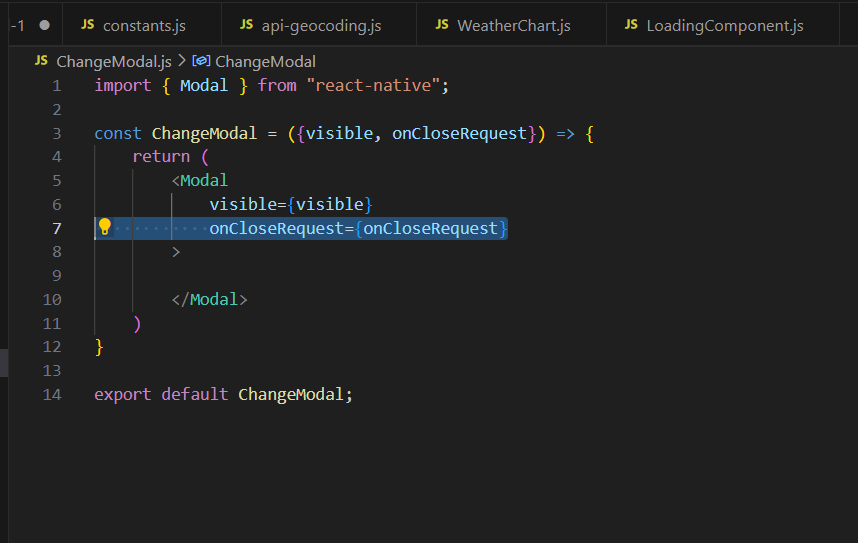 -1 ● JS constants.js JS api-geocoding.js JS WeatherChart.js JS LoadingComponent.js
JS ChangeModal.js > ChangeModal
1 import { Modal } from "react-native";
2
3 const ChangeModal = ({visible, onCloseRequest}) => {
4     return (
5         <Modal
6             visible={visible}
7             onCloseRequest={onCloseRequest}
8         >
9
10         </Modal>
11     )
12 }
13
14 export default ChangeModal;